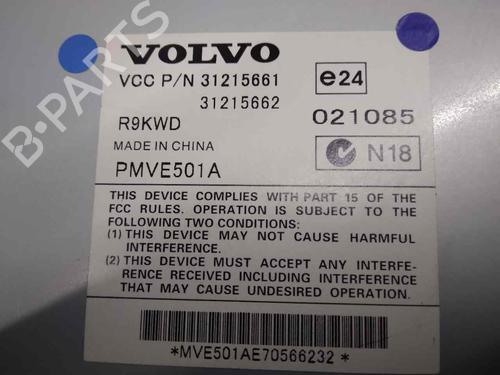 VOLVO
VCC P/N 31215661
31215662
e24
R9KWD
021085
MADE IN CHINA
N18
PMVE501A
THIS DEVICE COMPLIES WITH PART 15 OF THE
FCC RULES. OPERATION IS SUBJECT TO THE
FOLLOWING TWO CONDITIONS:
(1) THIS DEVICE MAY NOT CAUSE HARMFUL
INTERFERENCE.
(2) THIS DEVICE MUST ACCEPT ANY INTERFE-
RENCE RECEIVED INCLUDING INTERFERENCE
THAT MAY CAUSE UNDESIRED OPERATION.
*MVE501AE70566232*
B-PARTS